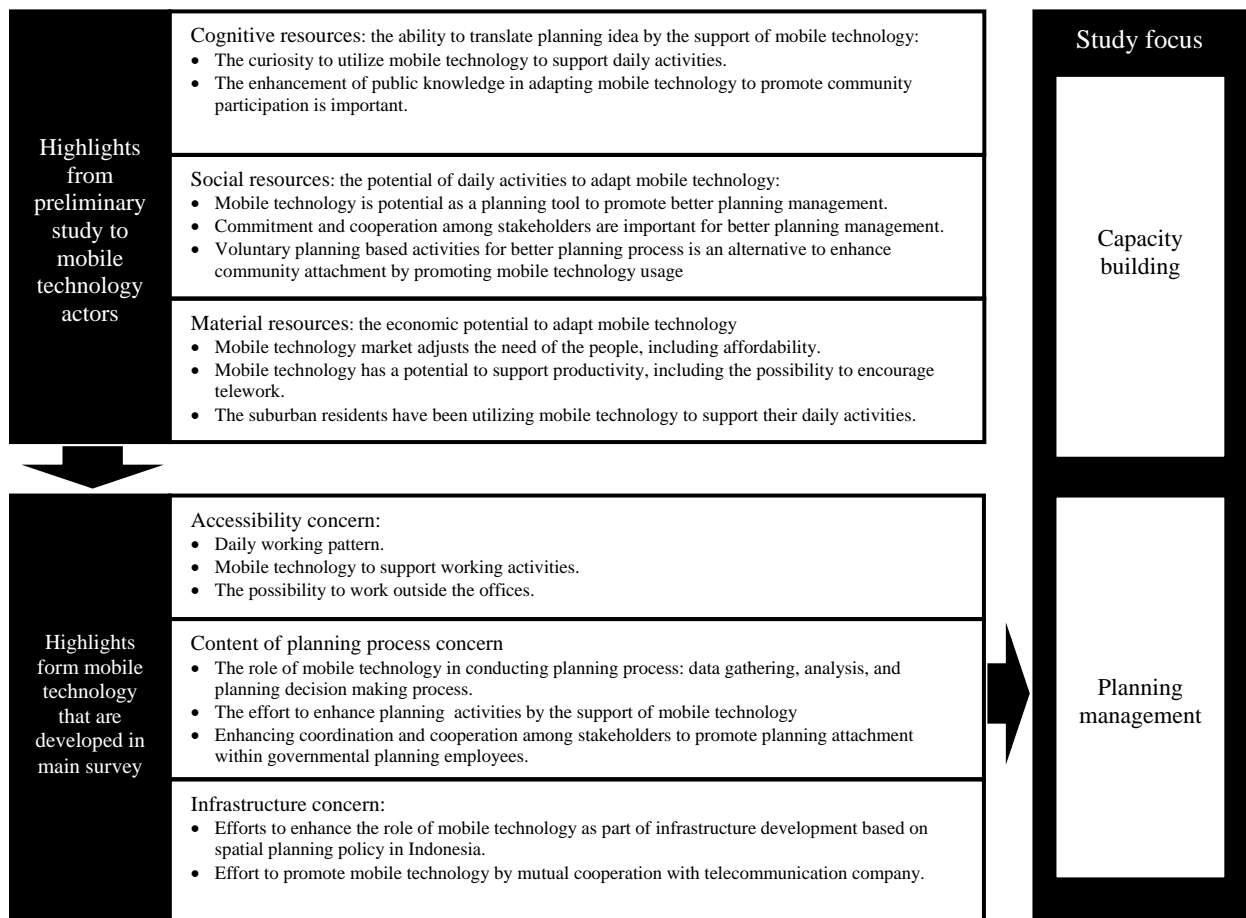 Highlights
from
preliminary
study to
mobile
technology
actors
Cognitive resources: the ability to translate planning idea by the support of mobile technology:
• The curiosity to utilize mobile technology to support daily activities.
• The enhancement of public knowledge in adapting mobile technology to promote community
participation is important.
Social resources: the potential of daily activities to adapt mobile technology:
• Mobile technology is potential as a planning tool to promote better planning management.
• Commitment and cooperation among stakeholders are important for better planning management.
• Voluntary planning based activities for better planning process is an alternative to enhance
community attachment by promoting mobile technology usage
Material resources: the economic potential to adapt mobile technology
• Mobile technology market adjusts the need of the people, including affordability.
• Mobile technology has a potential to support productivity, including the possibility to encourage
telework.
• The suburban residents have been utilizing mobile technology to support their daily activities.
Highlights
form mobile
technology
that are
developed in
main survey
Accessibility concern:
• Daily working pattern.
• Mobile technology to support working activities.
• The possibility to work outside the offices.
Content of planning process concern
• The role of mobile technology in conducting planning process: data gathering, analysis, and
planning decision making process.
• The effort to enhance planning activities by the support of mobile technology
• Enhancing coordination and cooperation among stakeholders to promote planning attachment
within governmental planning employees.
Infrastructure concern:
• Efforts to enhance the role of mobile technology as part of infrastructure development based on
spatial planning policy in Indonesia.
• Effort to promote mobile technology by mutual cooperation with telecommunication company.
Study focus
Capacity
building
Planning
management